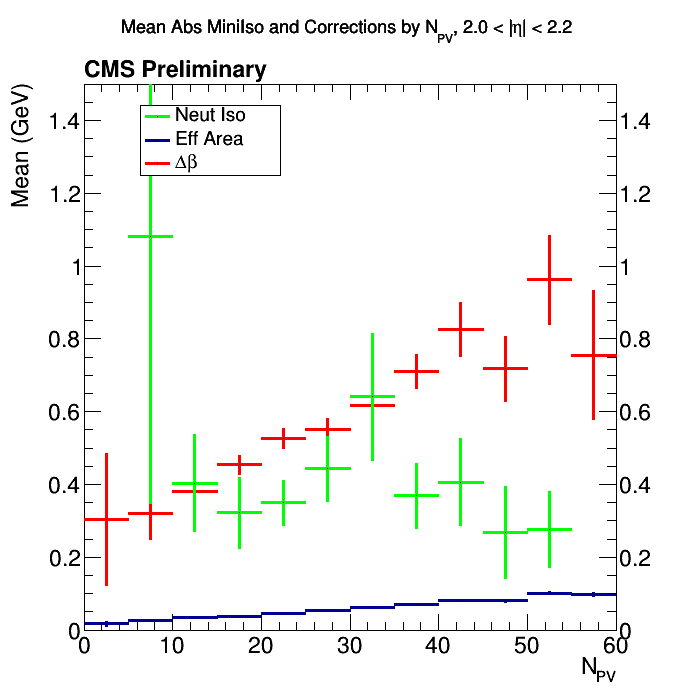 Mean Abs MiniIso and Corrections by N_PV, 2.0 < |η| < 2.2
CMS Preliminary
Neut Iso
Eff Area
Δβ
Mean (GeV)
1.4 1.4
1.2 1.2
1 1
0.8 0.8
0.6 0.6
0.4 0.4
0.2 0.2
0 0
0 10 20 30 40 50 60
N_PV